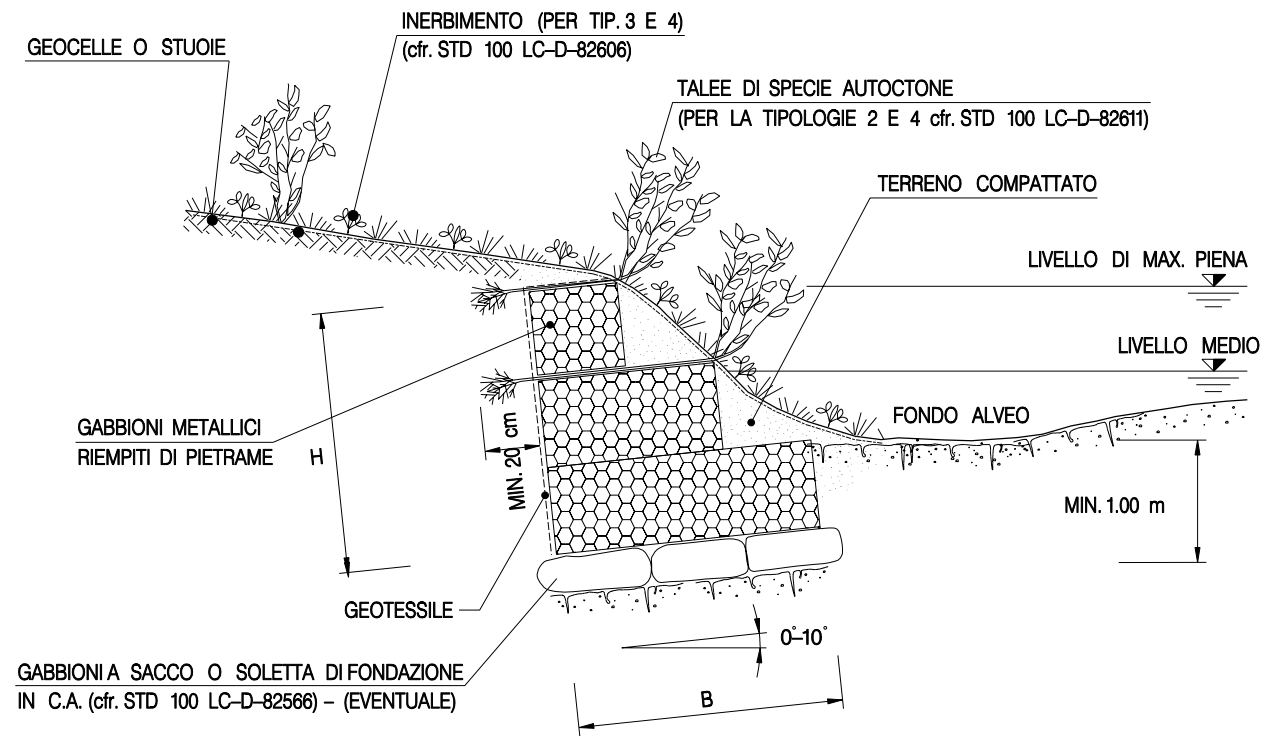 INERBIMENTO (PER TIP. 3 E 4)
(cfr. STD 100 LC-D-82606)
GEOCELLE O STUOIE
TALEE DI SPECIE AUTOCTONE
(PER LA TIPOLOGIE 2 E 4 cfr. STD 100 LC-D-82611)
TERRENO COMPATTATO
LIVELLO DI MAX. PIENA
LIVELLO MEDIO
FONDO ALVEO
GABBIONI METALLICI
RIEMPITI DI PIETRAME
H
MIN. 20 cm
MIN. 1.00 m
GEOTESSILE
0°-10°
GABBIONI A SACCO O SOLETTA DI FONDAZIONE
IN C.A. (cfr. STD 100 LC-D-82566) - (EVENTUALE)
B